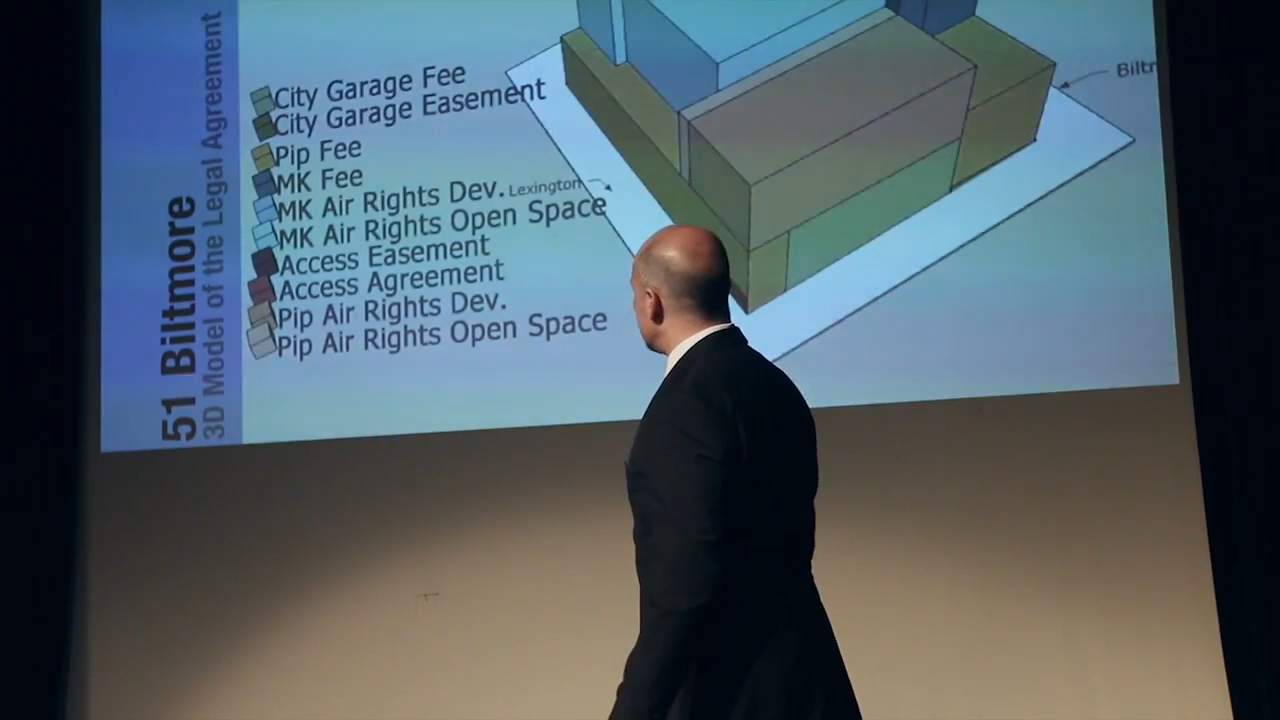 51 Biltmore
3D Model of the Legal Agreement
City Garage Fee
City Garage Easement
Pip Fee
MK Fee
MK Air Rights Dev.
MK Air Rights Open Space
Access Easement
Access Agreement
Pip Air Rights Dev.
Pip Air Rights Open Space
Lexington